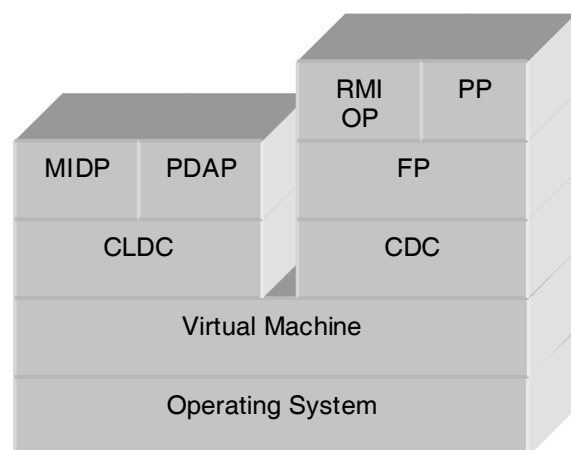 RMI
OP
PP
MIDP
PDAP
FP
CLDC
CDC
Virtual Machine
Operating System